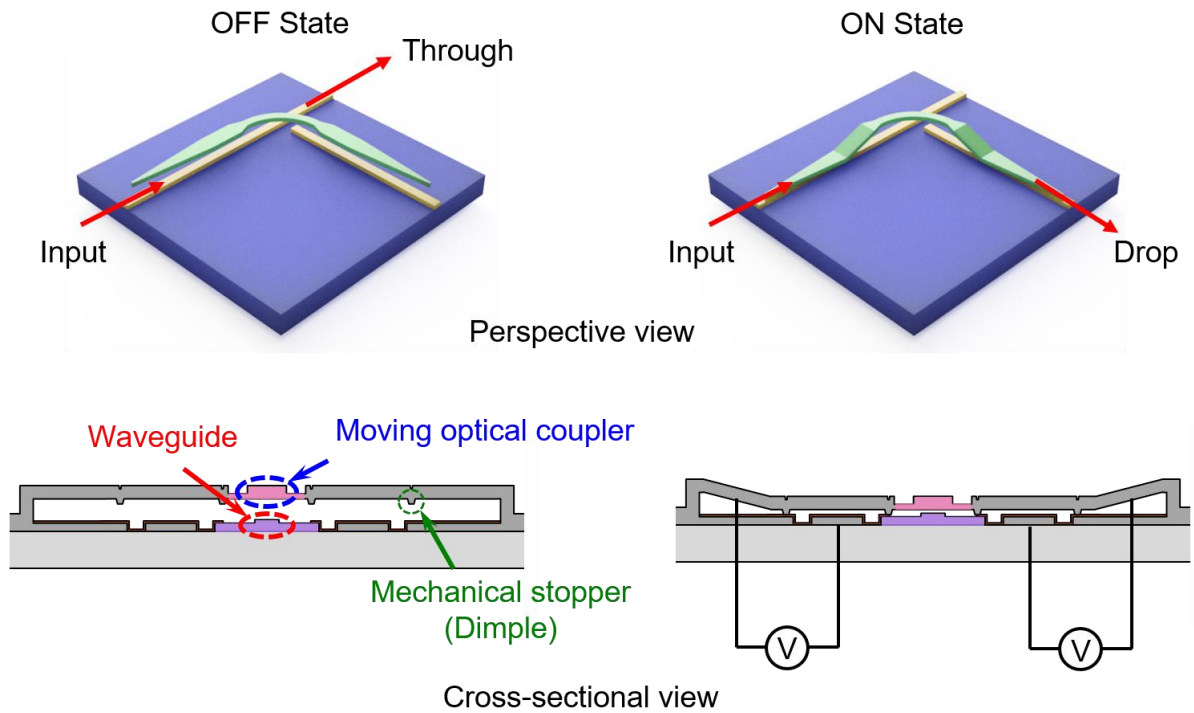 OFF State
ON State
Through
Input
Input
Drop
Perspective view
Waveguide
Moving optical coupler
Mechanical stopper
(Dimple)
V
V
Cross-sectional view